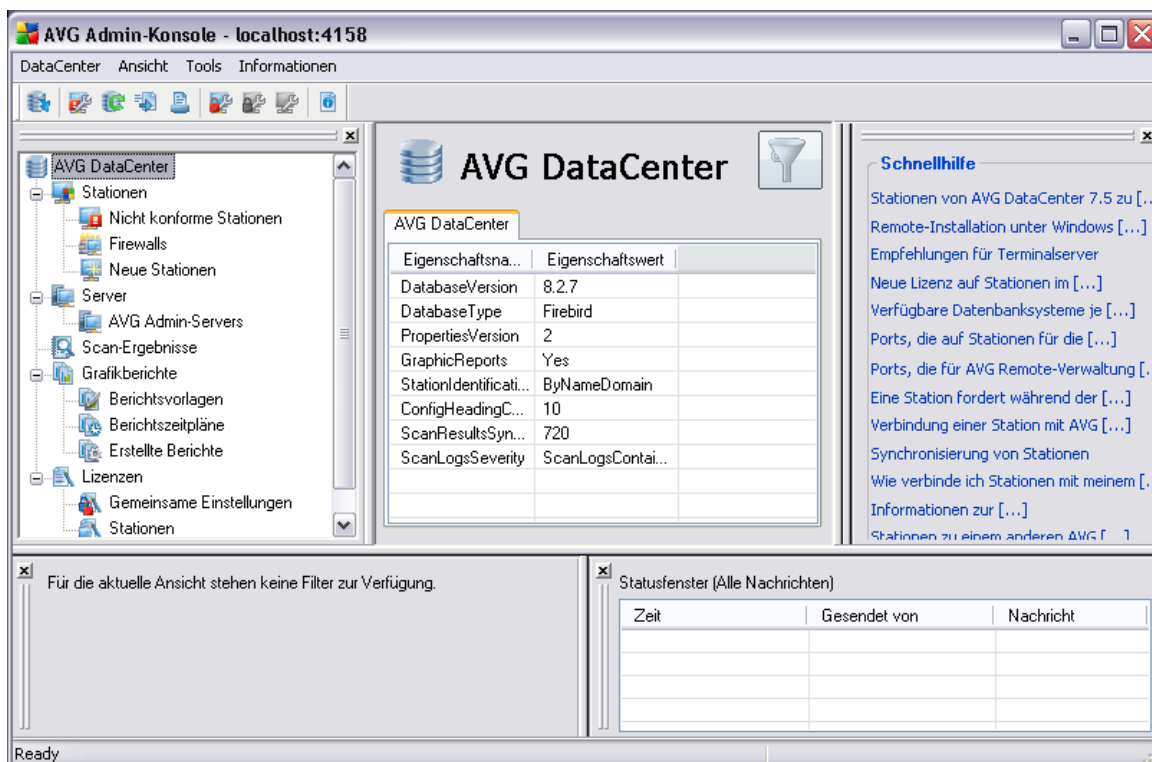 AVG Admin-Konsole - localhost:4158
DataCenter Ansicht Tools Informationen
AVG DataCenter
Stationen
Nicht konforme Stationen
Firewalls
Neue Stationen
Server
AVG Admin-Servers
Scan-Ergebnisse
Grafikberichte
Berichtsvorlagen
Berichtszeitpläne
Erstellte Berichte
Lizenzen
Gemeinsame Einstellungen
Stationen
AVG DataCenter
AVG DataCenter
Eigenschaftsna... Eigenschaftswert
DatabaseVersion 8.2.7
DatabaseType Firebird
PropertiesVersion 2
GraphicReports Yes
StationIdentificati... ByNameDomain
ConfigHeadingC... 10
ScanResultsSyn... 720
ScanLogsSeverity ScanLogsContai...
Schnellhilfe
Stationen von AVG DataCenter 7.5 zu [...
Remote-Installation unter Windows [...]
Empfehlungen für Terminalserver
Neue Lizenz auf Stationen im [...]
Verfügbare Datenbanksysteme je [...]
Ports, die auf Stationen für die [...]
Ports, die für AVG Remote-Verwaltung [.
Eine Station fordert während der [...]
Verbindung einer Station mit AVG [...]
Synchronisierung von Stationen
Wie verbinde ich Stationen mit meinem [.
Informationen zur [...]
Stationen zu einem anderen AVG [...]
Für die aktuelle Ansicht stehen keine Filter zur Verfügung.
Statusfenster (Alle Nachrichten)
Zeit Gesendet von Nachricht
Ready